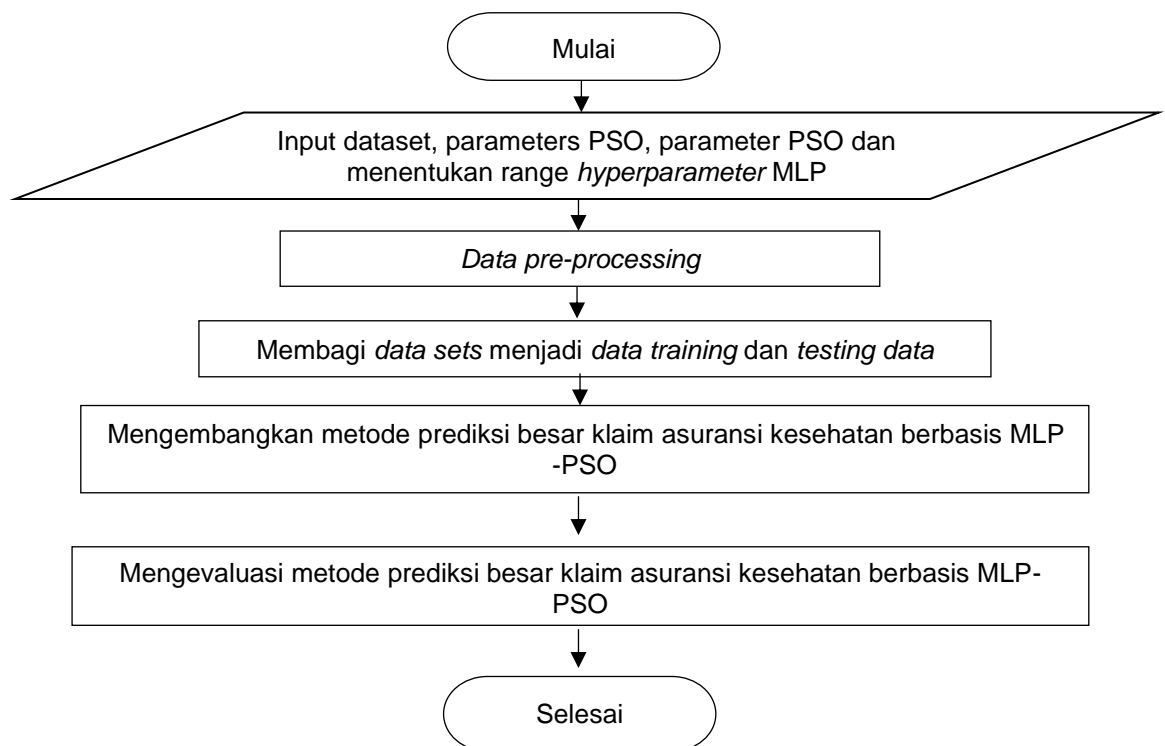 Mulai
Input dataset, parameters PSO, parameter PSO dan
menentukan range hyperparameter MLP
Data pre-processing
Membagi data sets menjadi data training dan testing data
Mengembangkan metode prediksi besar klaim asuransi kesehatan berbasis MLP
-PSO
Mengevaluasi metode prediksi besar klaim asuransi kesehatan berbasis MLP-
PSO
Selesai